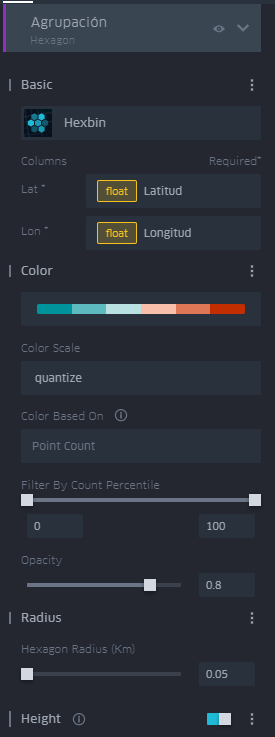 Agrupación
Hexagon
Basic
Hexbin
Columns Required*
Lat * float Latitud
Lon * float Longitud
Color
Color Scale
quantize
Color Based On
Point Count
Filter By Count Percentile
0 100
Opacity
0.8
Radius
Hexagon Radius (Km)
0.05
Height